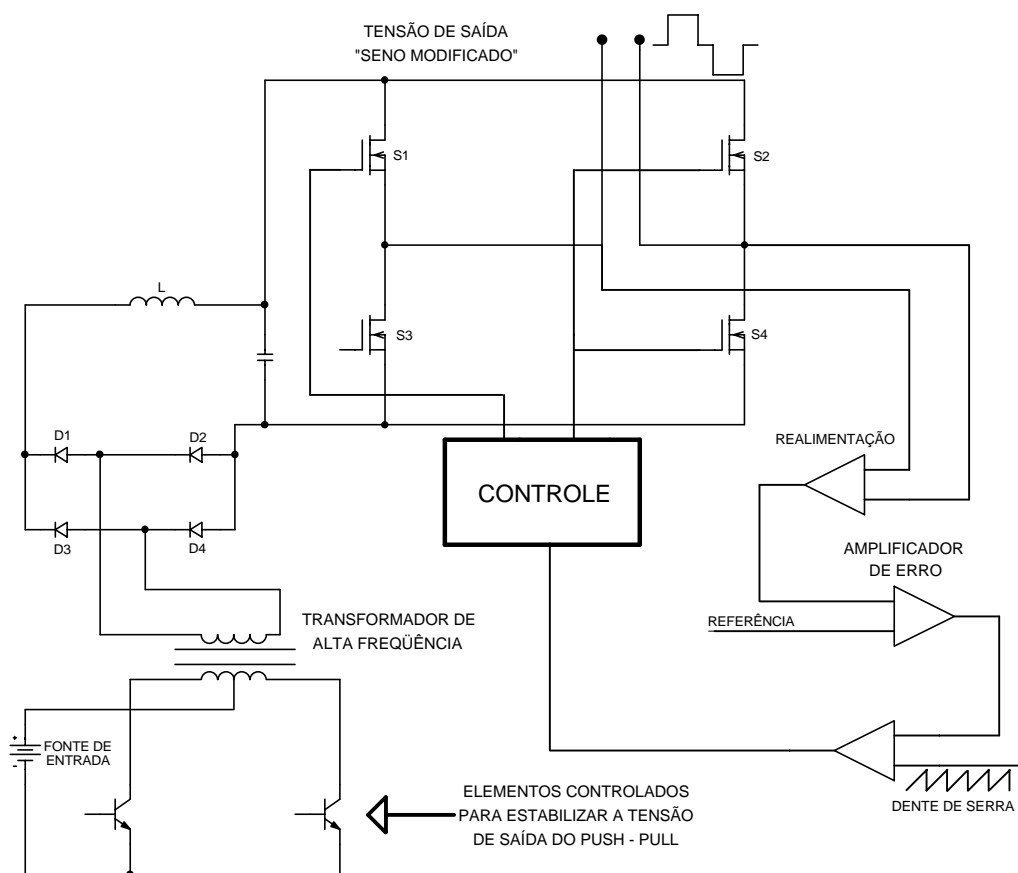 TENSÃO DE SAÍDA
"SENO MODIFICADO"
S1
S2
L
S3
S4
D1
D2
REALIMENTAÇÃO
CONTROLE
D3
D4
AMPLIFICADOR
DE ERRO
TRANSFORMADOR DE
ALTA FREQÜÊNCIA
REFERÊNCIA
+
FONTE DE
ENTRADA
-
ELEMENTOS CONTROLADOS
PARA ESTABILIZAR A TENSÃO
DE SAÍDA DO PUSH - PULL
DENTE DE SERRA